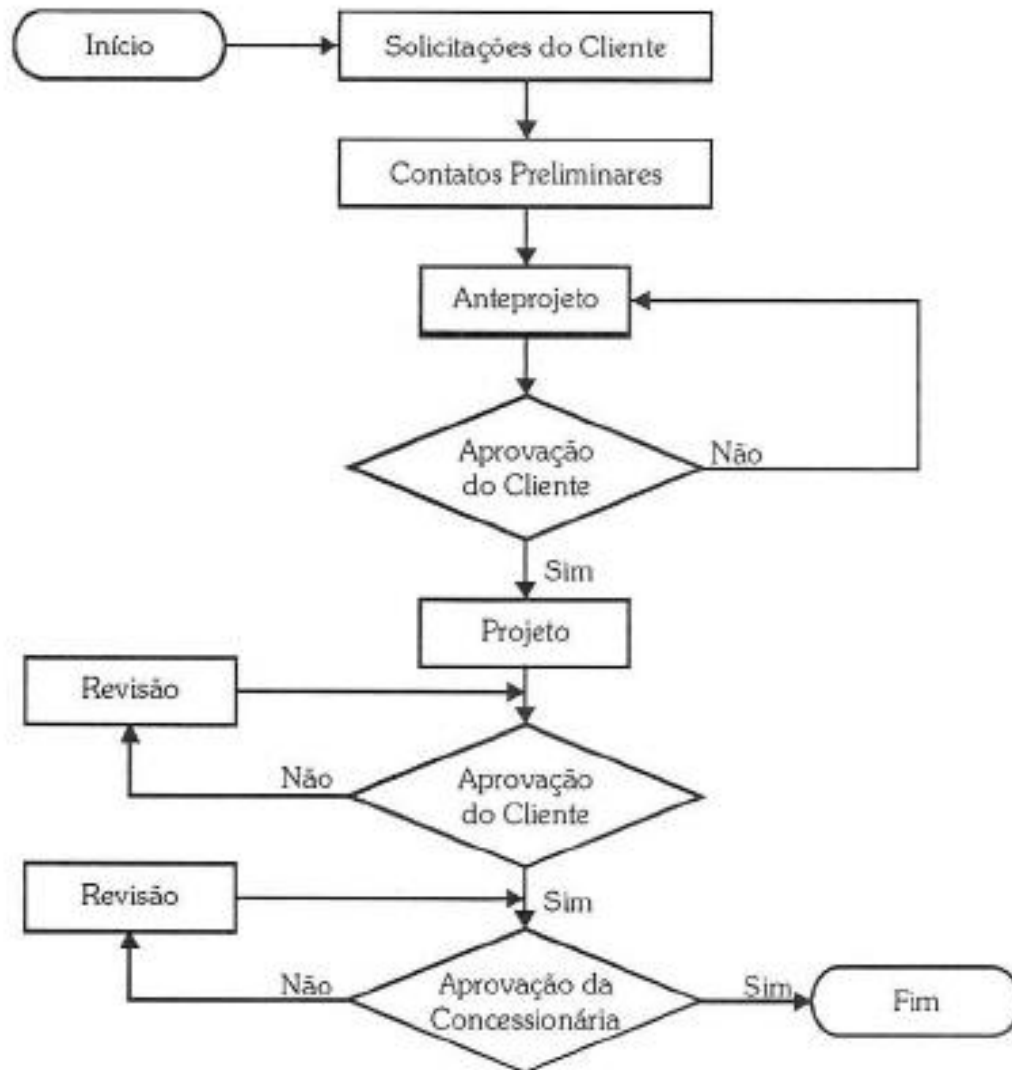 Início
Solicitações do Cliente
Contatos Preliminares
Anteprojeto
Aprovação
do Cliente
Não
Sim
Projeto
Revisão
Não
Aprovação
do Cliente
Revisão
Sim
Não
Aprovação da
Concessionária
Sim
Fim